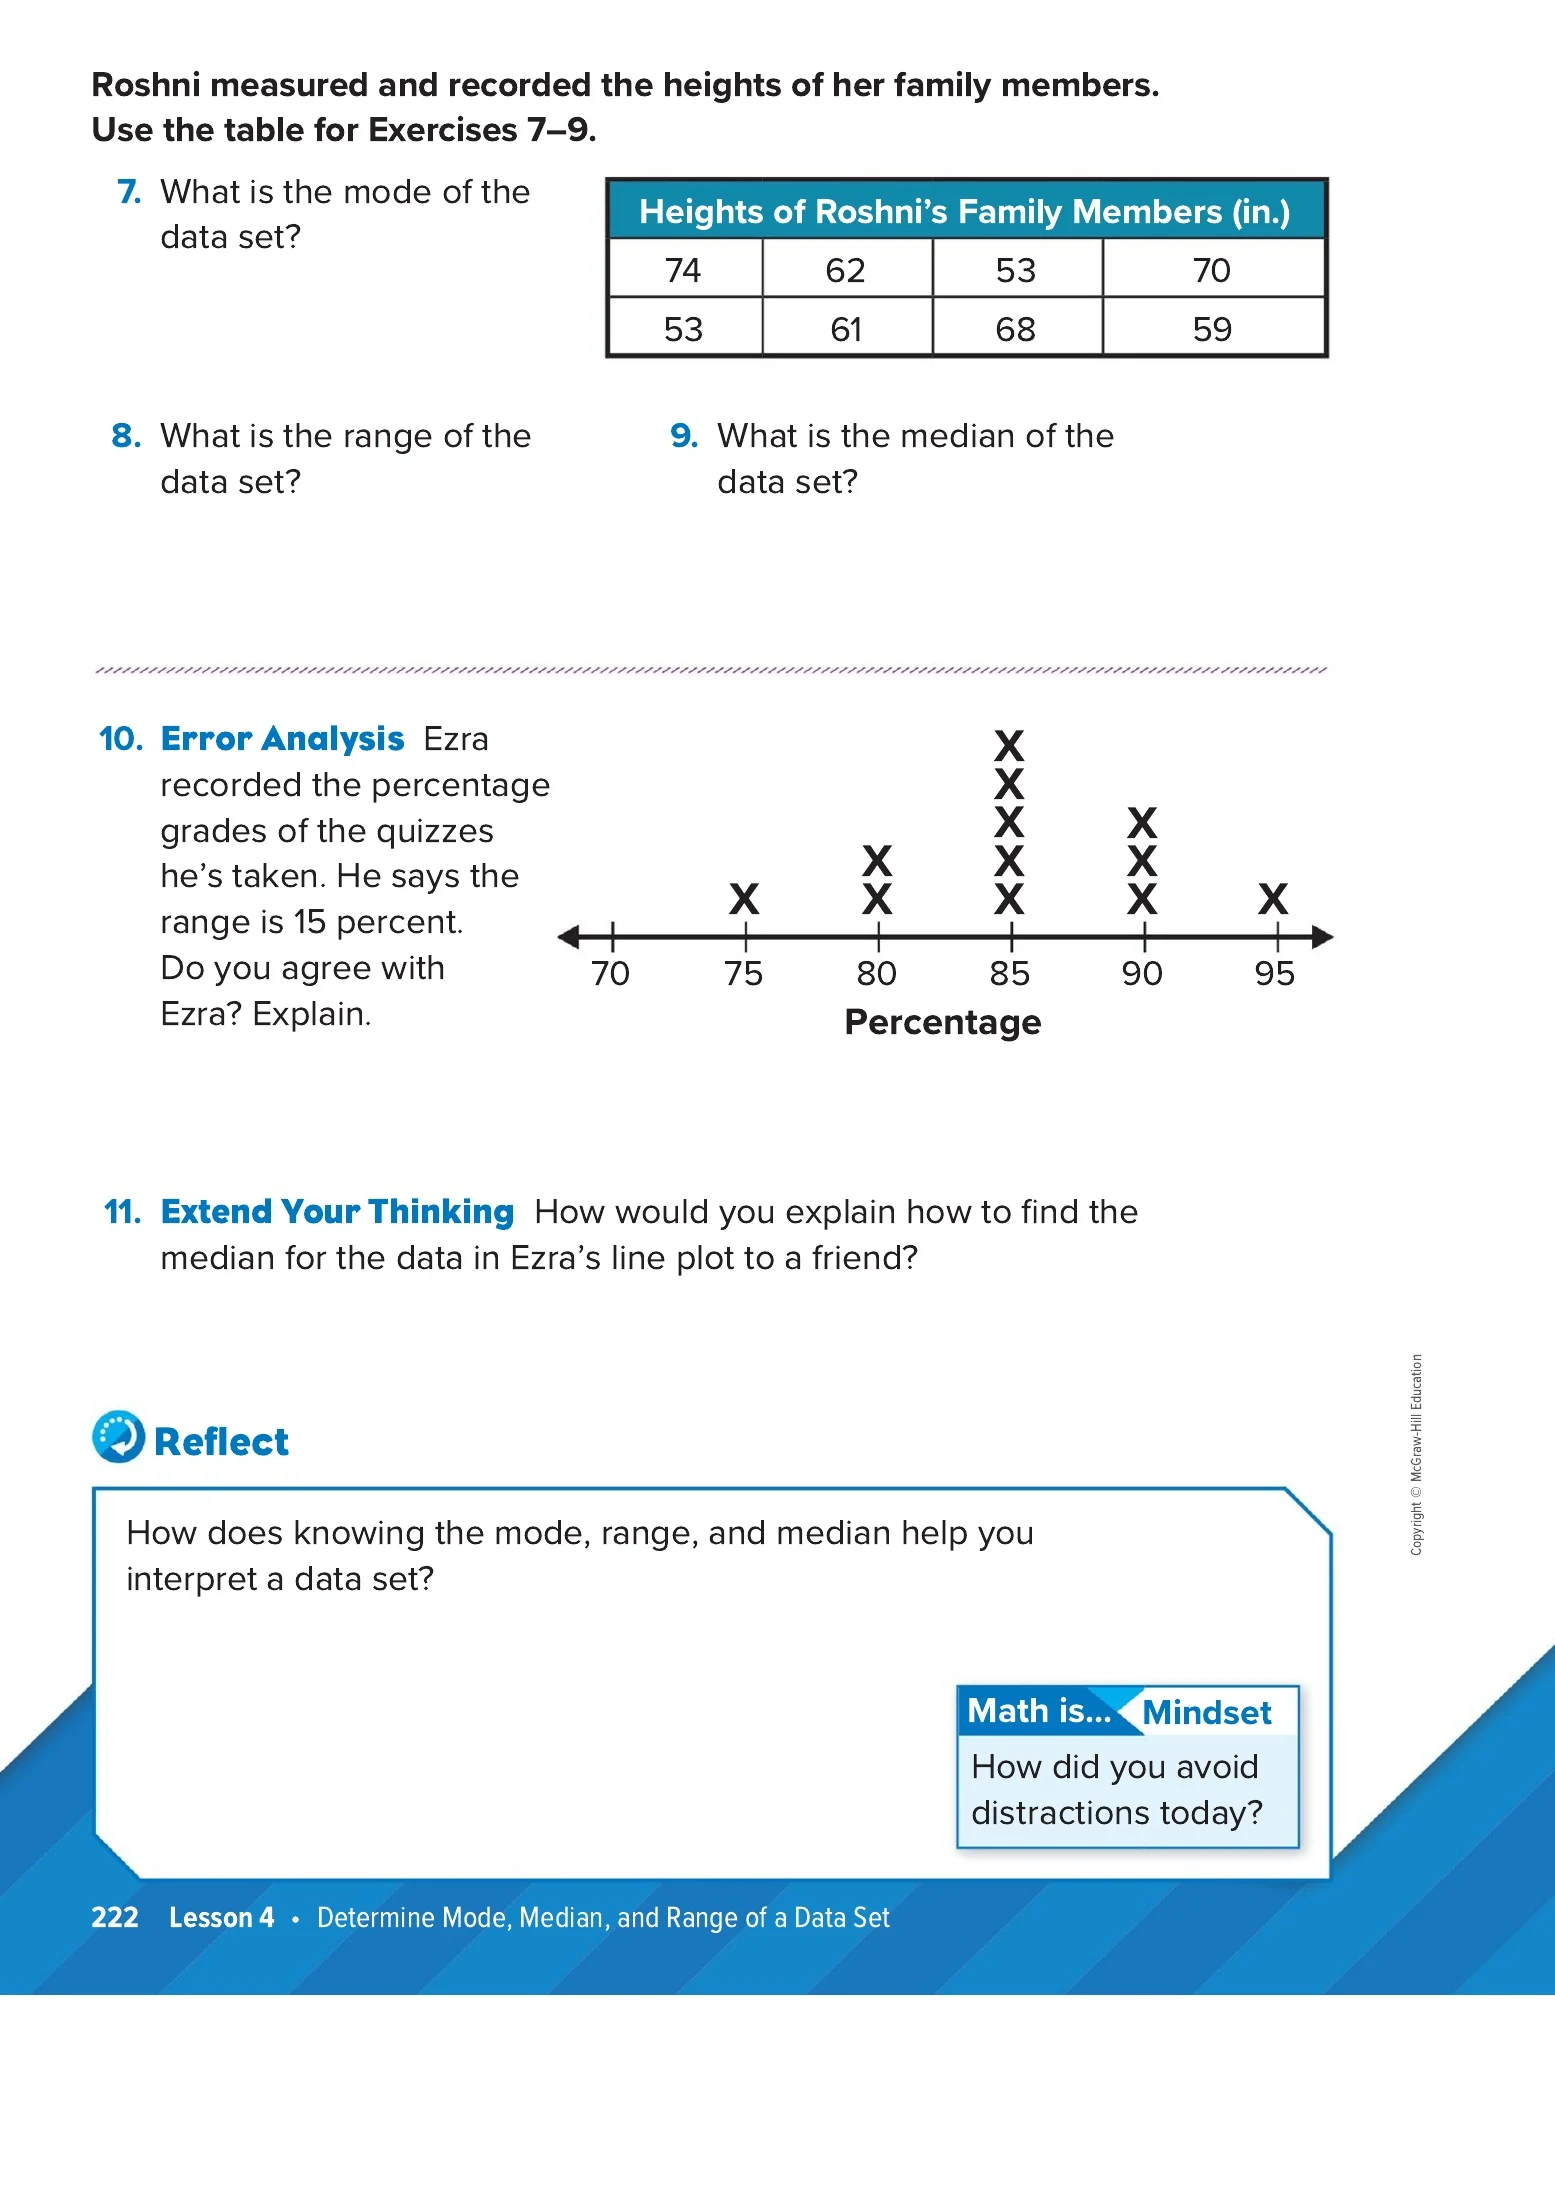 Roshni measured and recorded the heights of her family members.
Use the table for Exercises 7–9.
7. What is the mode of the
data set?
Heights of Roshni’s Family Members (in.)
74 62 53 70
53 61 68 59
8. What is the range of the
data set?
9. What is the median of the
data set?
10. Error Analysis Ezra
recorded the percentage
grades of the quizzes
he’s taken. He says the
range is 15 percent.
Do you agree with
Ezra? Explain.
X
X
X X
X X X X
X X X X X
70 75 80 85 90 95
Percentage
11. Extend Your Thinking How would you explain how to find the
median for the data in Ezra’s line plot to a friend?
Reflect
How does knowing the mode, range, and median help you
interpret a data set?
Math is... Mindset
How did you avoid
distractions today?
Copyright © McGraw-Hill Education
222 Lesson 4 • Determine Mode, Median, and Range of a Data Set